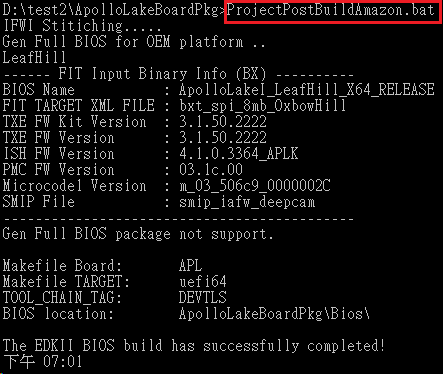 D:\test2\ApolloLakeBoardPkg>ProjectPostBuildAmazon.bat
IFWI Stitiching.....
Gen Full BIOS for OEM platform ..
LeafHill
------ FIT Input Binary Info (BX) ------------
BIOS Name          : ApolloLakeI_LeafHill_X64_RELEASE
FIT TARGET XML FILE : bxt_spi_8mb_OxbowHill
TXE FW Kit Version : 3.1.50.2222
TXE FW Version     : 3.1.50.2222
ISH FW Version     : 4.1.0.3364_APLK
PMC FW Version     : 03.1c.00
Microcode1 Version : m_03_506c9_0000002C
SMIP File          : smip_iafw_deepcam
----------------------------------------------
Gen Full BIOS package not support.
Makefile Board:      APL
Makefile TARGET:     uefi64
TOOL_CHAIN_TAG:      DEVTLS
BIOS location:       ApolloLakeBoardPkg\Bios\
The EDKII BIOS build has successfully completed!
下午 07:01